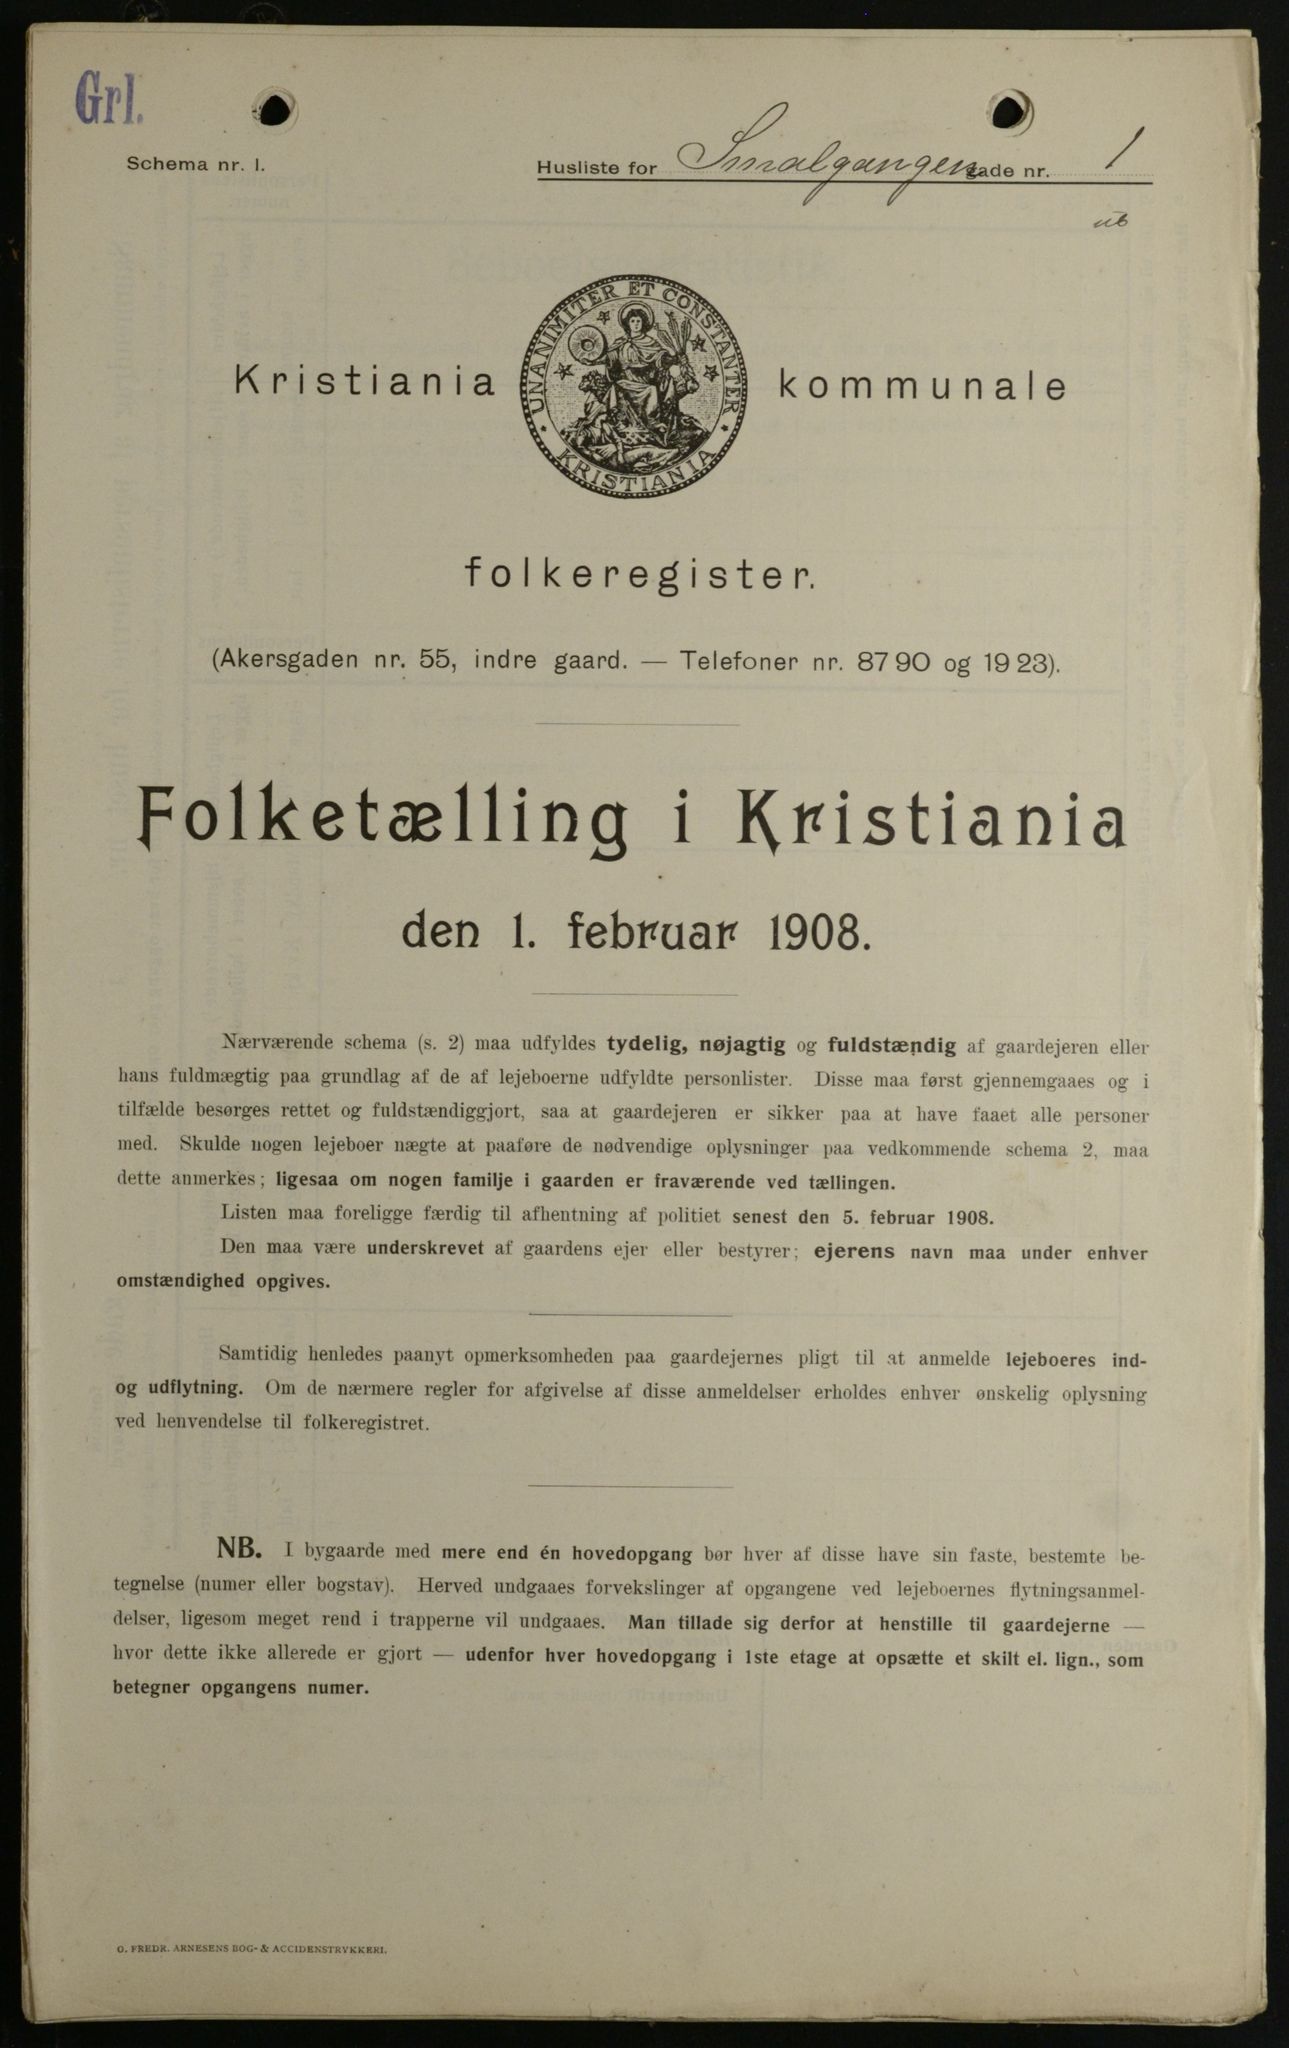 Grl.
Schema nr. 1.
Husliste for Smalgangen gade nr. 1
ub
UNANIMITER ET CONSTANTER
KRISTIANIA
Kristiania kommunale
folkeregister.
(Akersgaden nr. 55, indre gaard. — Telefoner nr. 87 90 og 19 23).
Folketælling i Kristiania
den 1. februar 1908.
Nærværende schema (s. 2) maa udfyldes tydelig, nøjagtig og fuldstændig af gaardejeren eller
hans fuldmægtig paa grundlag af de af lejeboerne udfyldte personlister. Disse maa først gjennemgaaes og i
tilfælde besørges rettet og fuldstændiggjort, saa at gaardejeren er sikker paa at have faaet alle personer
med. Skulde nogen lejeboer nægte at paaføre de nødvendige oplysninger paa vedkommende schema 2, maa
dette anmerkes; ligesaa om nogen familje i gaarden er fraværende ved tællingen.
Listen maa foreligge færdig til afhentning af politiet senest den 5. februar 1908.
Den maa være underskrevet af gaardens ejer eller bestyrer; ejerens navn maa under enhver
omstændighed opgives.
Samtidig henledes paanyt opmerksomheden paa gaardejernes pligt til at anmelde lejeboeres ind-
og udflytning. Om de nærmere regler for afgivelse af disse anmeldelser erholdes enhver ønskelig oplysning
ved henvendelse til folkeregistret.
NB. I bygaarde med mere end én hovedopgang bør hver af disse have sin faste, bestemte be-
tegnelse (numer eller bogstav). Herved undgaaes forvekslinger af opgangene ved lejeboernes flytningsanmel-
delser, ligesom meget rend i trapperne vil undgaaes. Man tillade sig derfor at henstille til gaardejerne —
hvor dette ikke allerede er gjort — udenfor hver hovedopgang i 1ste etage at opsætte et skilt el. lign., som
betegner opgangens numer.
O. FREDR. ARNESENS BOG- & ACCIDENSTRYKKERI.